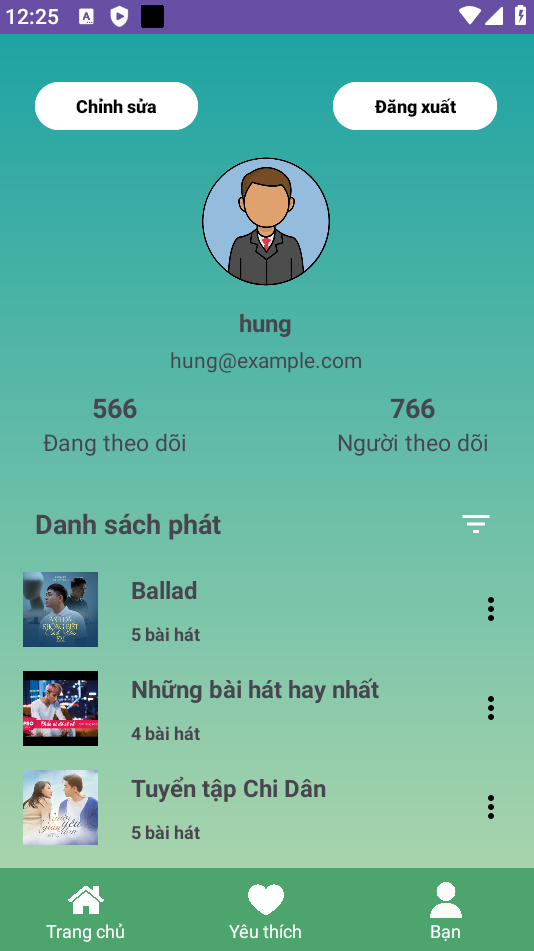 12:25
Chỉnh sửa
Đăng xuất
hung
hung@example.com
566
766
Đang theo dõi
Người theo dõi
Danh sách phát
Ballad
5 bài hát
Những bài hát hay nhất
4 bài hát
Tuyển tập Chi Dân
5 bài hát
Trang chủ
Yêu thích
Bạn